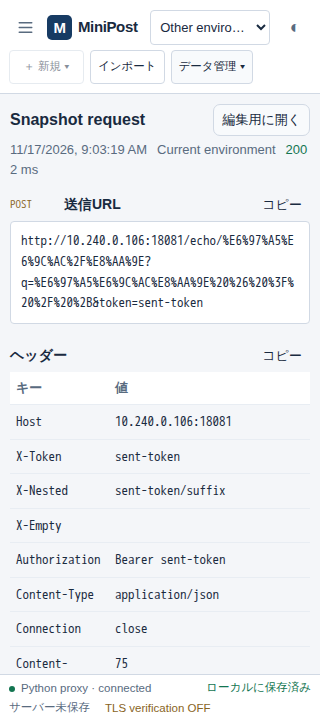 M MiniPost Other enviro…
＋ 新規 ▾ インポート データ管理 ▾
Snapshot request 編集用に開く
11/17/2026, 9:03:19 AM Current environment 200
2 ms
POST 送信URL コピー
http://10.240.0.106:18081/echo/%E6%97%A5%E
6%9C%AC%2F%E8%AA%9E?
q=%E6%97%A5%E6%9C%AC%E8%AA%9E%20%26%20%3F%
20%2F%20%2B&token=sent-token
ヘッダー コピー
キー 値
Host 10.240.0.106:18081
X-Token sent-token
X-Nested sent-token/suffix
X-Empty
Authorization Bearer sent-token
Content-Type application/json
Connection close
Content- 75
Python proxy · connected ローカルに保存済み
サーバー未保存 TLS verification OFF